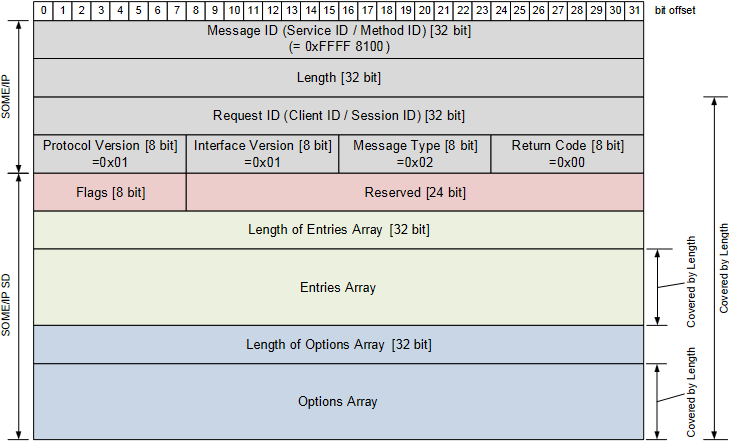 0 1 2 3 4 5 6 7 8 9 10 11 12 13 14 15 16 17 18 19 20 21 22 23 24 25 26 27 28 29 30 31 bit offset
SOME/IP
Message ID (Service ID / Method ID) [32 bit]
(= 0xFFFF 8100)
Length [32 bit]
Request ID (Client ID / Session ID) [32 bit]
Protocol Version [8 bit]
=0x01
Interface Version [8 bit]
=0x01
Message Type [8 bit]
=0x02
Return Code [8 bit]
=0x00
SOME/IP SD
Flags [8 bit]
Reserved [24 bit]
Length of Entries Array [32 bit]
Entries Array
Covered by Length
Length of Options Array [32 bit]
Options Array
Covered by Length
Covered by Length